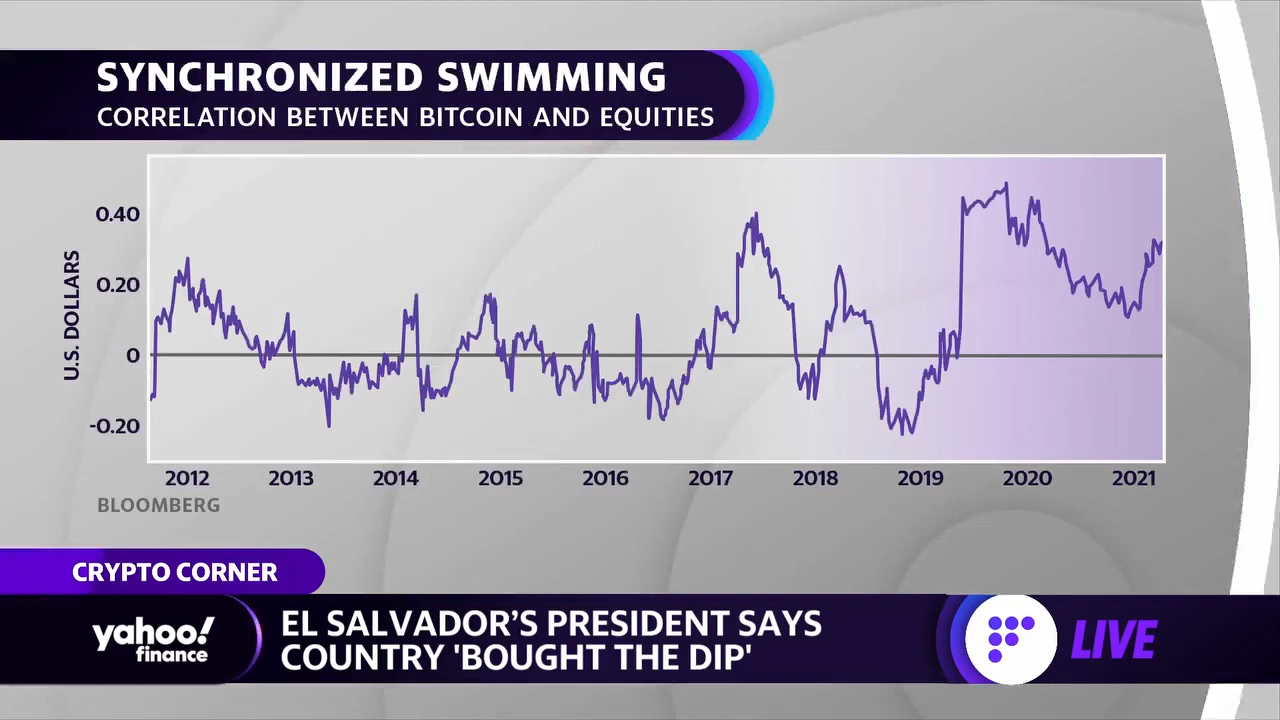 SYNCHRONIZED SWIMMING
CORRELATION BETWEEN BITCOIN AND EQUITIES
U.S. DOLLARS
0.40
0.20
0
-0.20
2012 2013 2014 2015 2016 2017 2018 2019 2020 2021
BLOOMBERG
CRYPTO CORNER
yahoo!
finance
EL SALVADOR'S PRESIDENT SAYS
COUNTRY 'BOUGHT THE DIP'
LIVE